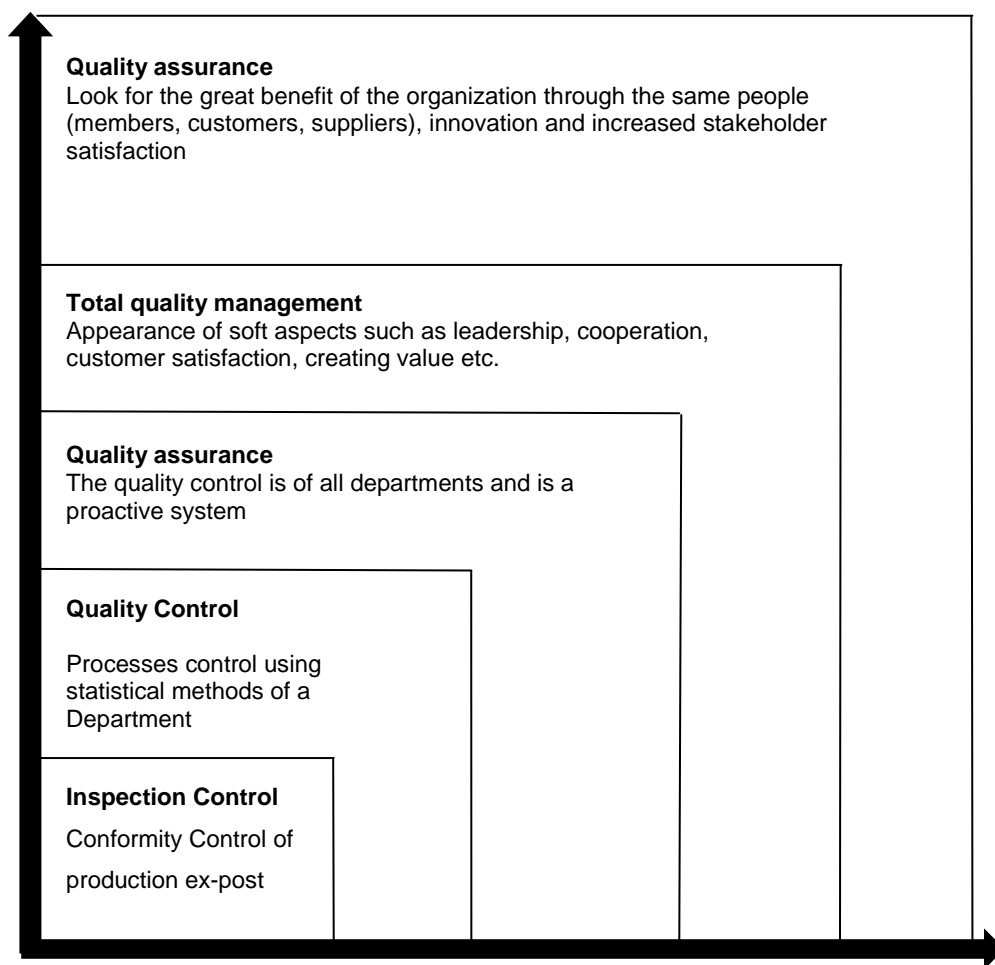 Quality assurance
Look for the great benefit of the organization through the same people
(members, customers, suppliers), innovation and increased stakeholder
satisfaction
Total quality management
Appearance of soft aspects such as leadership, cooperation,
customer satisfaction, creating value etc.
Quality assurance
The quality control is of all departments and is a
proactive system
Quality Control
Processes control using
statistical methods of a
Department
Inspection Control
Conformity Control of
production ex-post